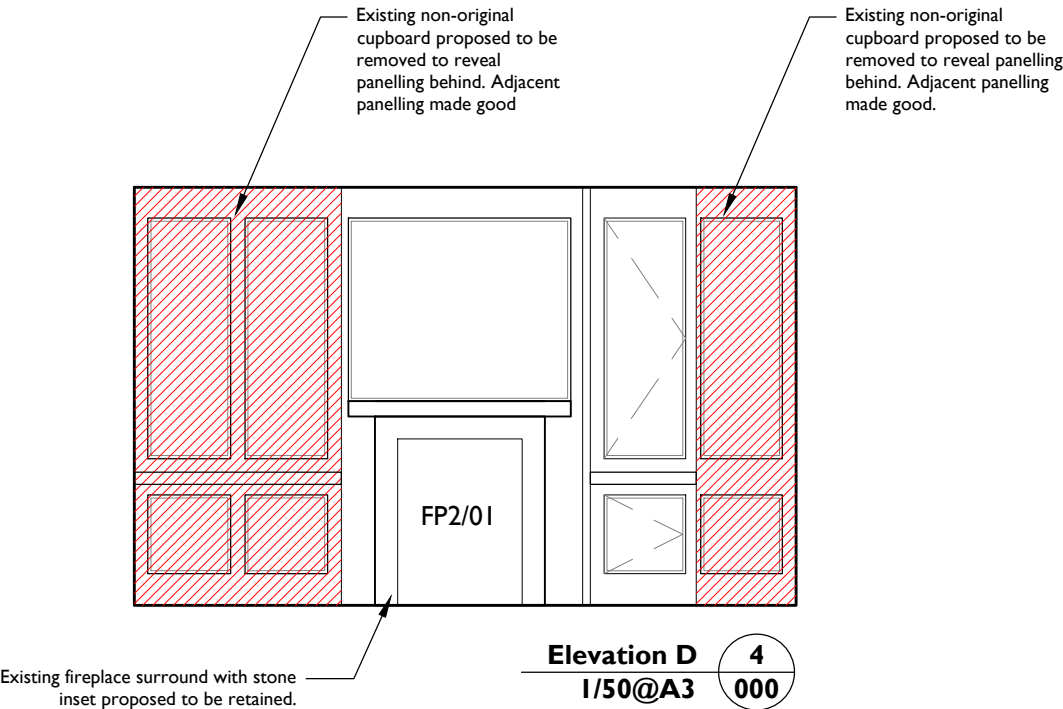 Existing non-original
cupboard proposed to be
removed to reveal
panelling behind. Adjacent
panelling made good
Existing non-original
cupboard proposed to be
removed to reveal panelling
behind. Adjacent panelling
made good.
FP2/01
Existing fireplace surround with stone
inset proposed to be retained.
Elevation D
1/50@A3
4
000